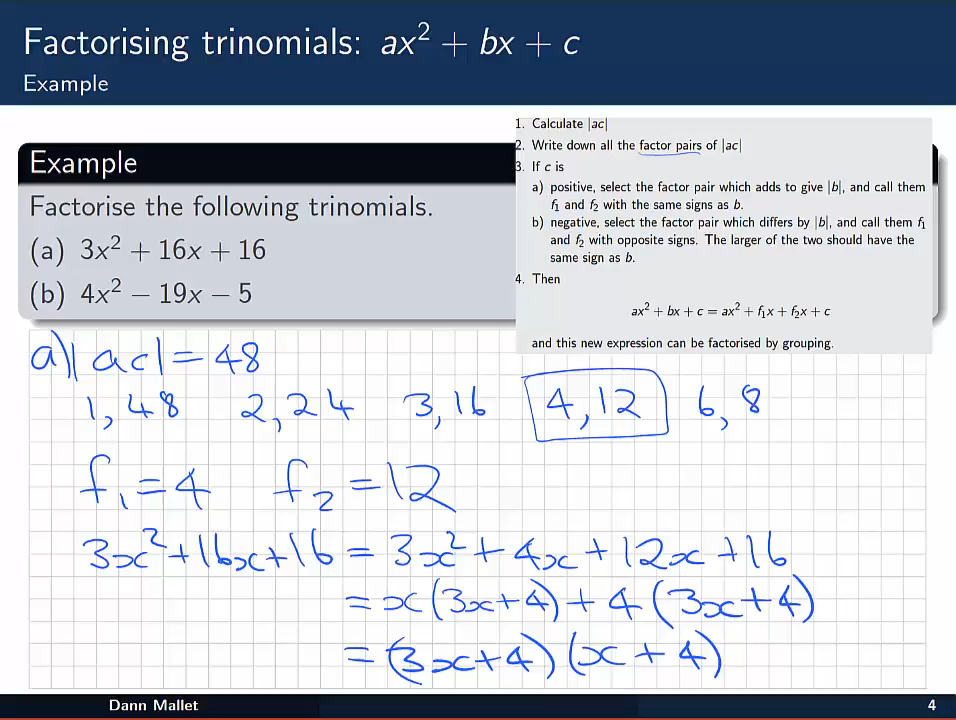 Factorising trinomials: ax² + bx + c
Example
Example
Factorise the following trinomials.
(a) 3x² + 16x + 16
(b) 4x² − 19x − 5
1. Calculate |ac|
2. Write down all the factor pairs of |ac|
3. If c is
a) positive, select the factor pair which adds to give |b|, and call them
f₁ and f₂ with the same signs as b.
b) negative, select the factor pair which differs by |b|, and call them f₁
and f₂ with opposite signs. The larger of the two should have the
same sign as b.
4. Then
ax² + bx + c = ax² + f₁x + f₂x + c
and this new expression can be factorised by grouping.
a) |ac| = 48
1, 48 2, 24 3, 16 4, 12 6, 8
f₁ = 4 f₂ = 12
3x² + 16x + 16 = 3x² + 4x + 12x + 16
= x(3x + 4) + 4(3x + 4)
= (3x + 4)(x + 4)
Dann Mallet 4